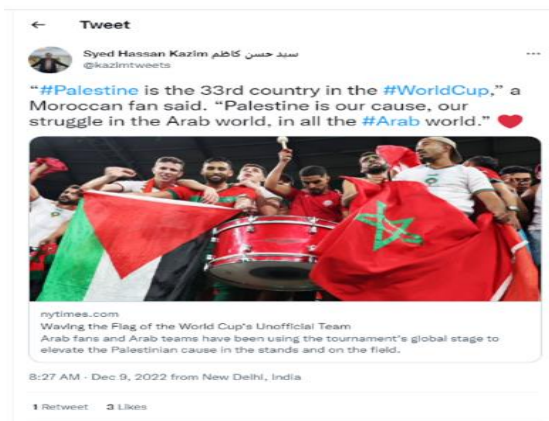 ← Tweet
Syed Hassan Kazim سید حسن کاظم
@kazimtweets
“#Palestine is the 33rd country in the #WorldCup,” a
Moroccan fan said. “Palestine is our cause, our
struggle in the Arab world, in all the #Arab world.” ❤
nytimes.com
Waving the Flag of the World Cup's Unofficial Team
Arab fans and Arab teams have been using the tournament's global stage to
elevate the Palestinian cause in the stands and on the field.
8:27 AM · Dec 9, 2022 from New Delhi, India
1 Retweet 3 Likes